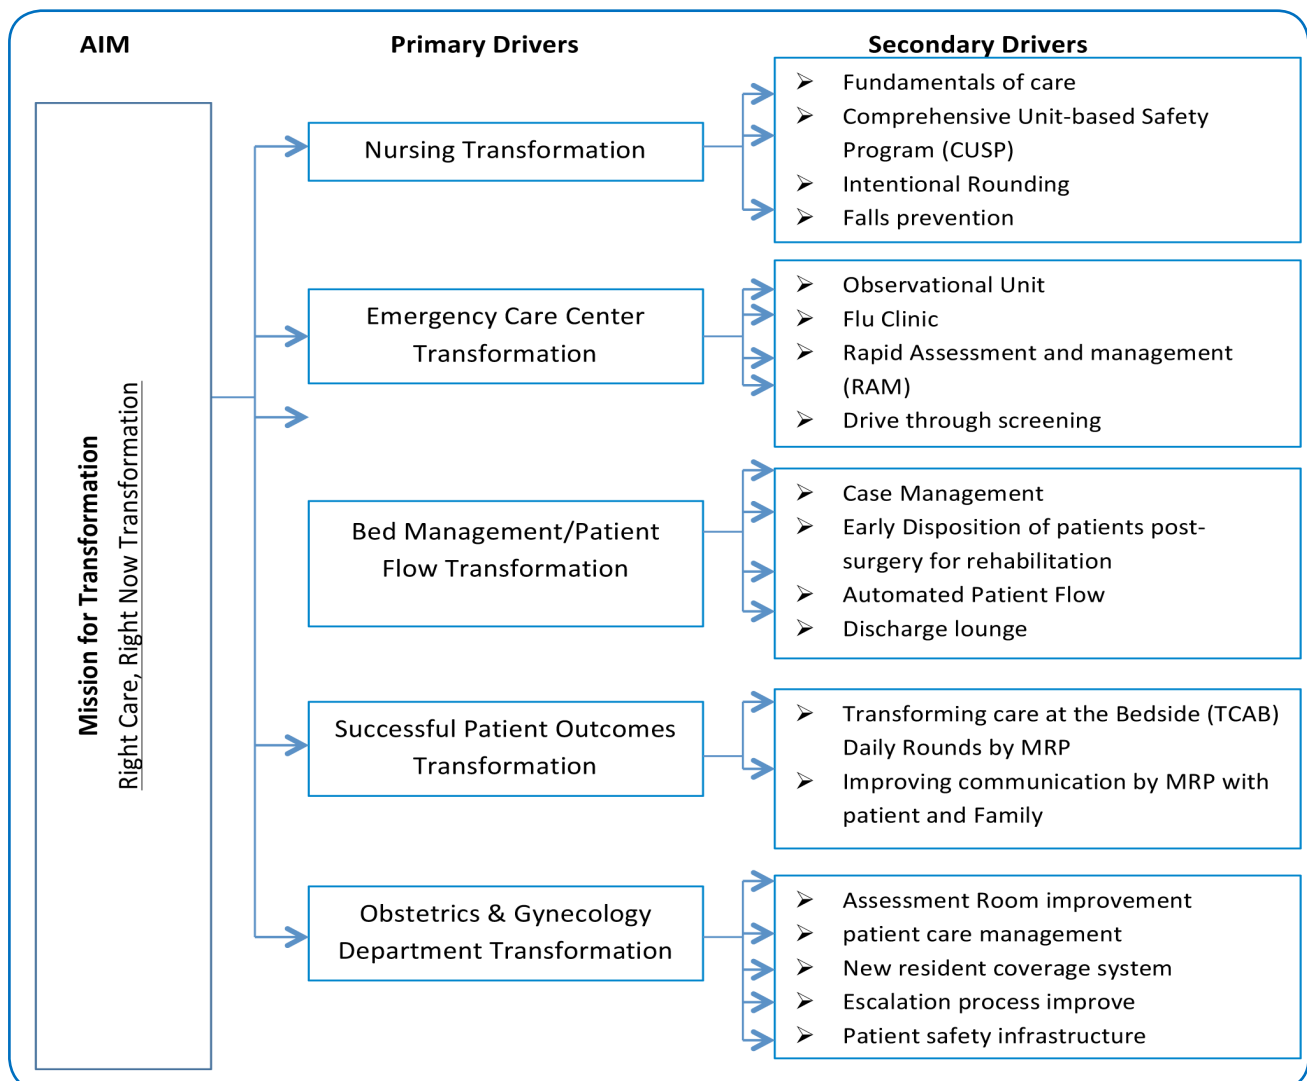 AIM
Primary Drivers
Secondary Drivers
Mission for Transformation
Right Care, Right Now Transformation
Nursing Transformation
➢ Fundamentals of care
➢ Comprehensive Unit-based Safety
Program (CUSP)
➢ Intentional Rounding
➢ Falls prevention
Emergency Care Center
Transformation
➢ Observational Unit
➢ Flu Clinic
➢ Rapid Assessment and management
(RAM)
➢ Drive through screening
Bed Management/Patient
Flow Transformation
➢ Case Management
➢ Early Disposition of patients post-
surgery for rehabilitation
➢ Automated Patient Flow
➢ Discharge lounge
Successful Patient Outcomes
Transformation
➢ Transforming care at the Bedside (TCAB)
Daily Rounds by MRP
➢ Improving communication by MRP with
patient and Family
Obstetrics & Gynecology
Department Transformation
➢ Assessment Room improvement
➢ patient care management
➢ New resident coverage system
➢ Escalation process improve
➢ Patient safety infrastructure